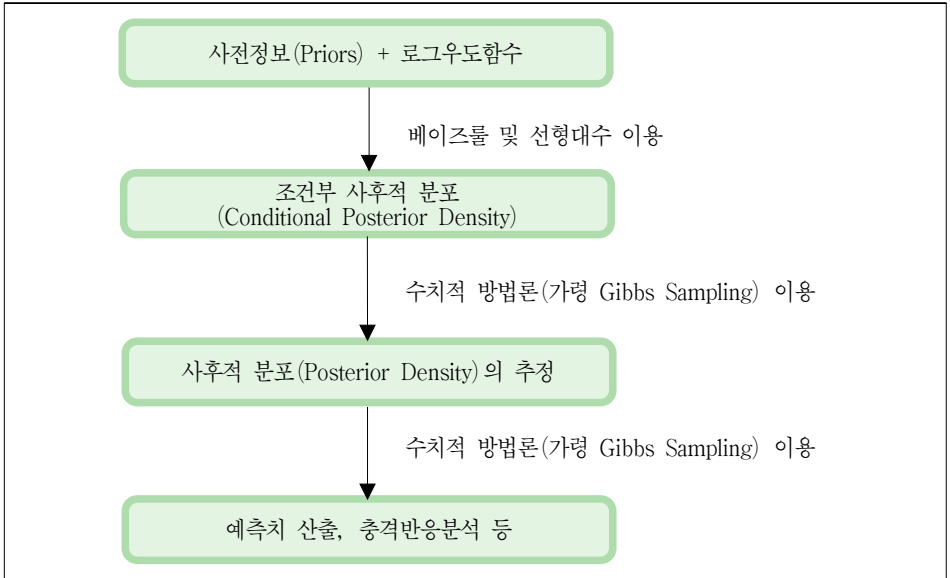 사전정보(Priors) + 로그우도함수
베이즈룰 및 선형대수 이용
조건부 사후적 분포
(Conditional Posterior Density)
수치적 방법론(가령 Gibbs Sampling) 이용
사후적 분포(Posterior Density)의 추정
수치적 방법론(가령 Gibbs Sampling) 이용
예측치 산출, 충격반응분석 등